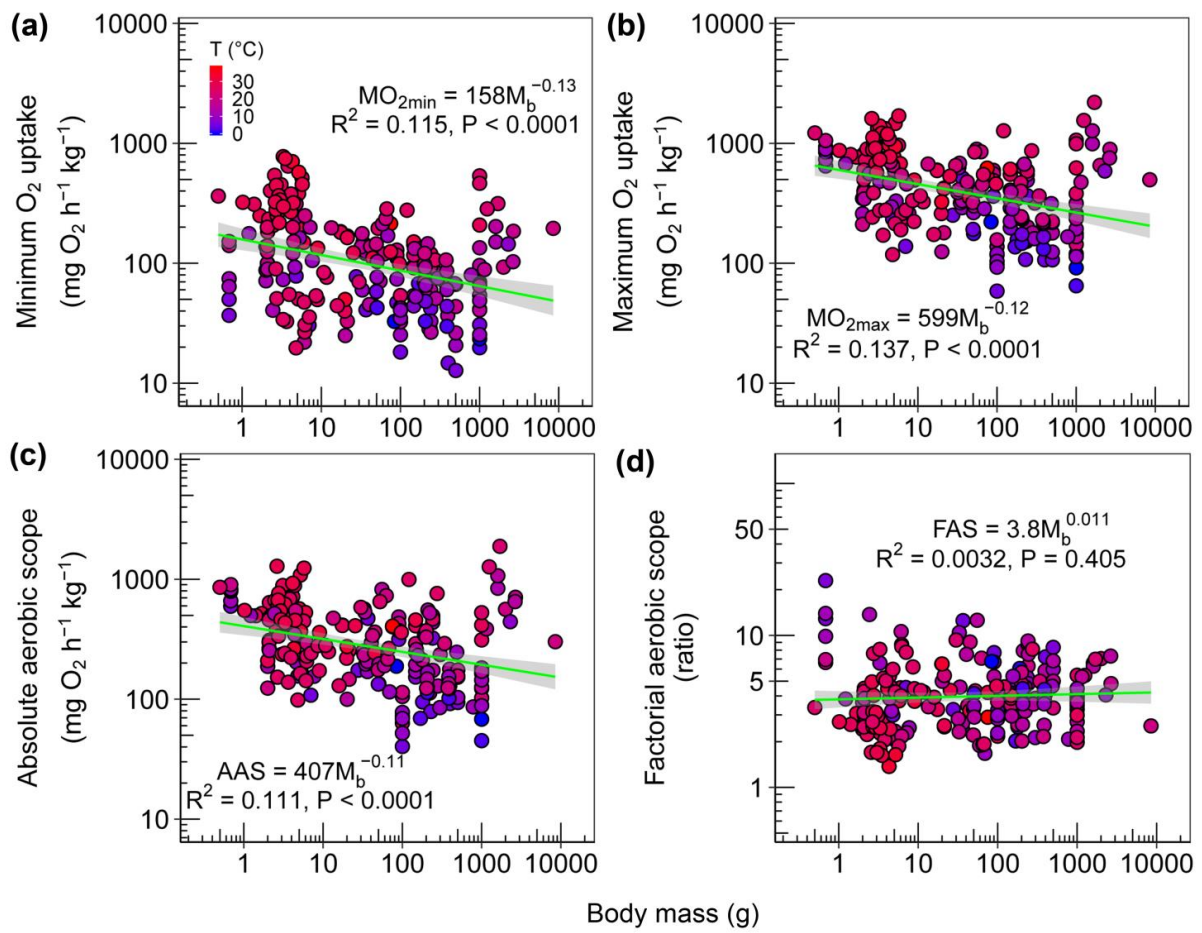 (a)
10000
1000
100
10
Minimum O₂ uptake
(mg O₂ h⁻¹ kg⁻¹)
T (°C)
30
20
10
0
MO₂min = 158M_b^−0.13
R² = 0.115, P < 0.0001
1 10 100 1000 10000
(b)
10000
1000
100
10
Maximum O₂ uptake
(mg O₂ h⁻¹ kg⁻¹)
MO₂max = 599M_b^−0.12
R² = 0.137, P < 0.0001
1 10 100 1000 10000
(c)
10000
1000
100
10
Absolute aerobic scope
(mg O₂ h⁻¹ kg⁻¹)
AAS = 407M_b^−0.11
R² = 0.111, P < 0.0001
1 10 100 1000 10000
(d)
50
10
5
1
Factorial aerobic scope
(ratio)
FAS = 3.8M_b^0.011
R² = 0.0032, P = 0.405
1 10 100 1000 10000
Body mass (g)